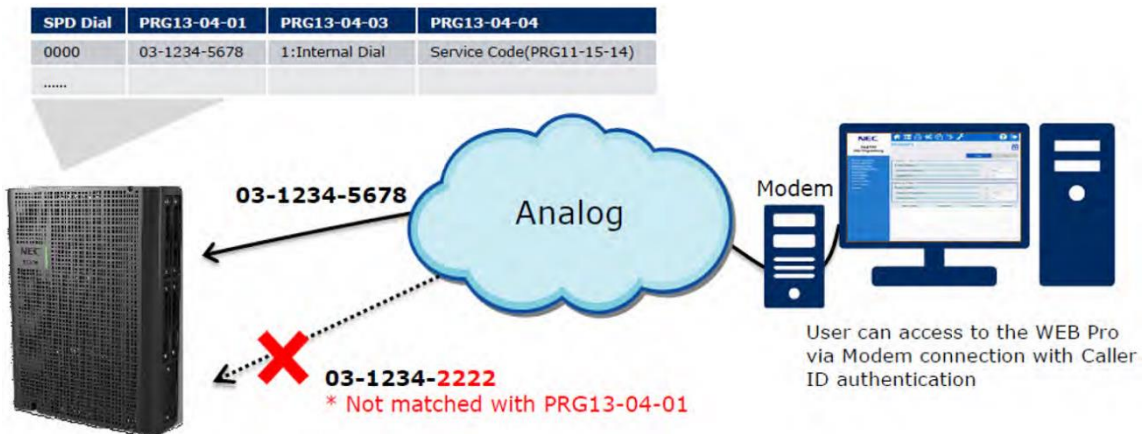 SPD Dial PRG13-04-01 PRG13-04-03 PRG13-04-04
0000 03-1234-5678 1:Internal Dial Service Code(PRG11-15-14)
......
03-1234-5678
Analog
Modem
NEC
NEC
03-1234-2222
* Not matched with PRG13-04-01
User can access to the WEB Pro
via Modem connection with Caller
ID authentication